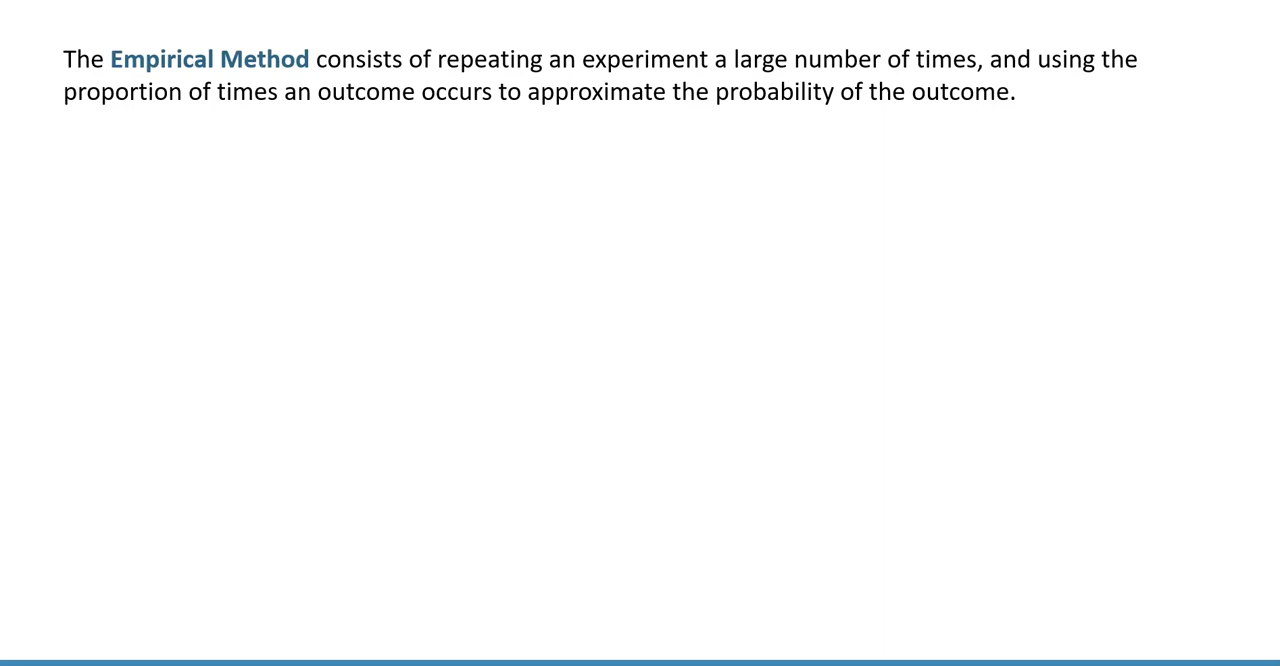 The Empirical Method consists of repeating an experiment a large number of times, and using the
proportion of times an outcome occurs to approximate the probability of the outcome.